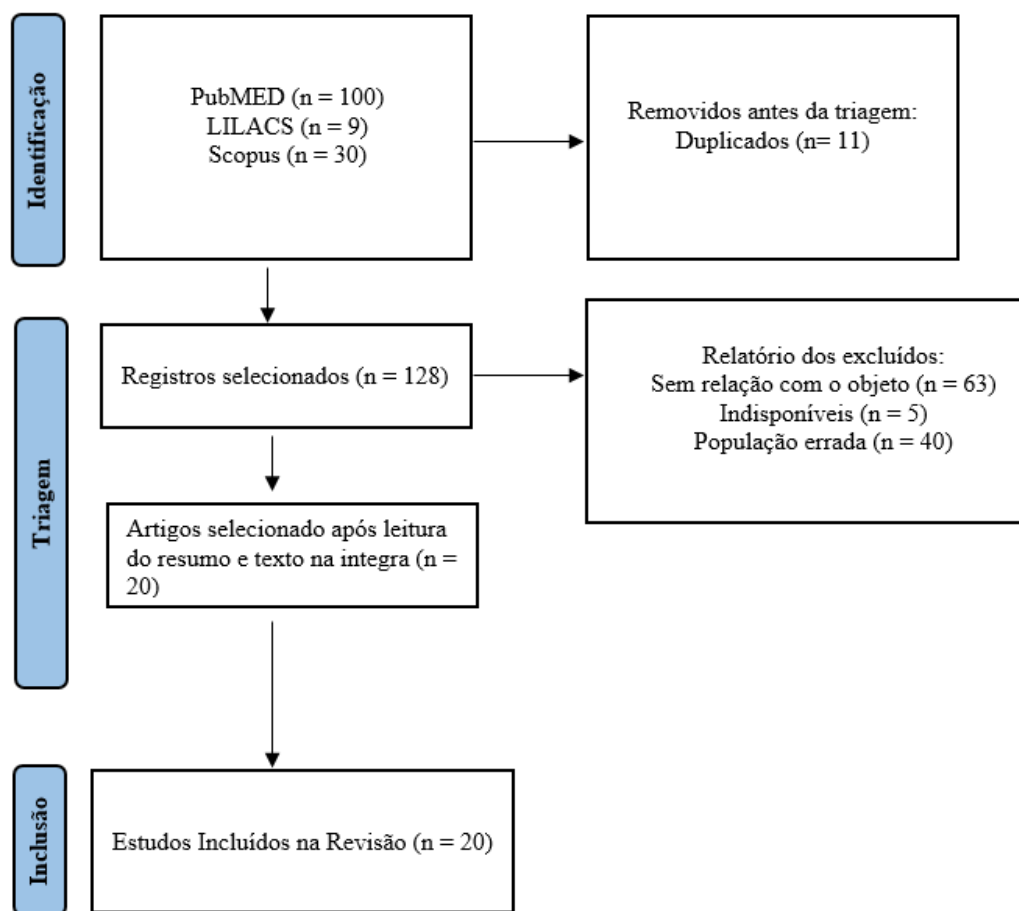 Identificação
PubMED (n = 100)
LILACS (n = 9)
Scopus (n = 30)
Removidos antes da triagem:
Duplicados (n= 11)
Triagem
Registros selecionados (n = 128)
Relatório dos excluídos:
Sem relação com o objeto (n = 63)
Indisponíveis (n = 5)
População errada (n = 40)
Artigos selecionado após leitura
do resumo e texto na integra (n =
20)
Inclusão
Estudos Incluídos na Revisão (n = 20)